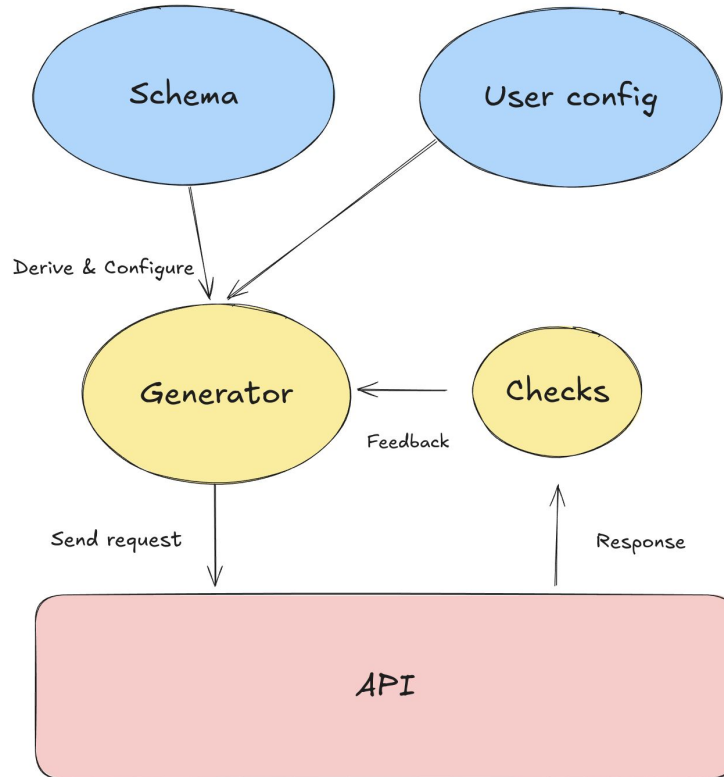 Schema
User config
Derive & Configure
Generator
Checks
Feedback
Send request
Response
API